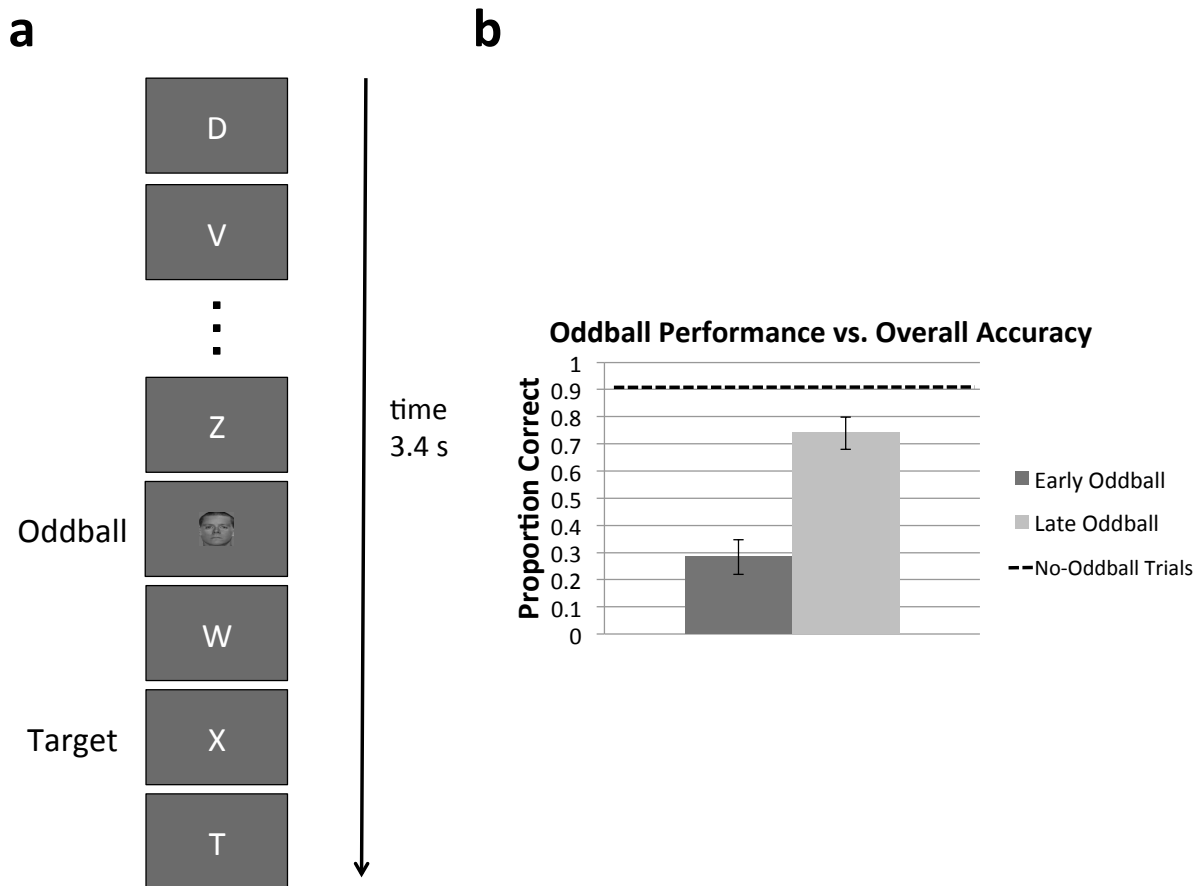 a
D
V
Z
Oddball
W
Target
X
T
time
3.4 s
b
Oddball Performance vs. Overall Accuracy
Proportion Correct
1
0.9
0.8
0.7
0.6
0.5
0.4
0.3
0.2
0.1
0
Early Oddball
Late Oddball
No-Oddball Trials